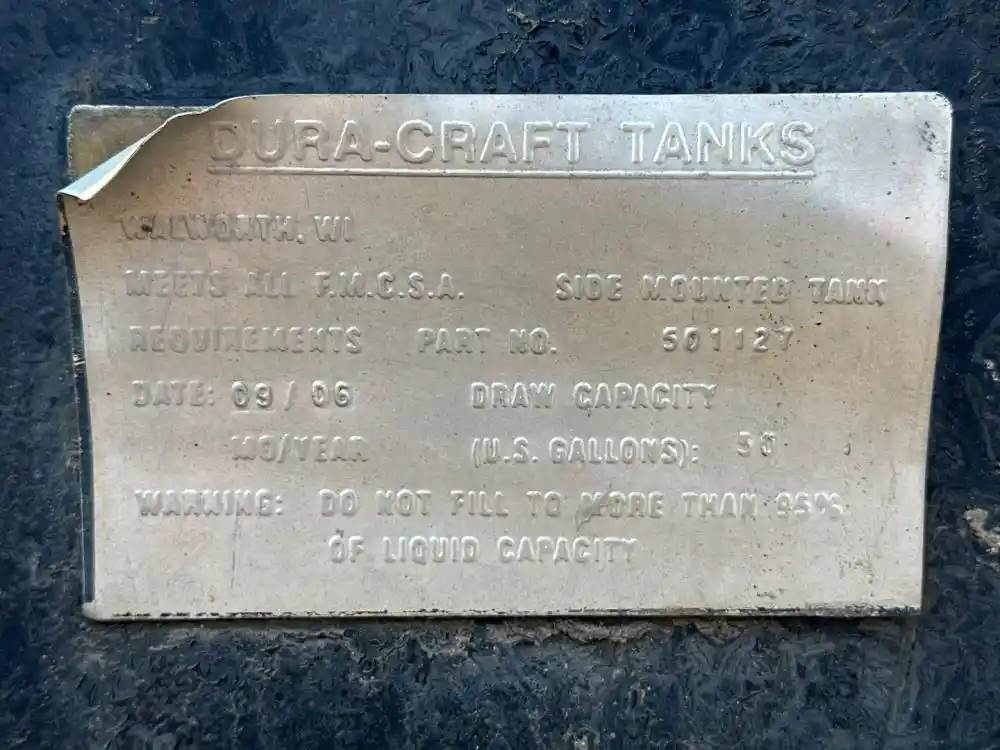 DURA-CRAFT TANKS
WALWORTH, WI
MEETS ALL F.M.C.S.A. SIDE MOUNTED TANK
REQUIREMENTS PART NO. 501127
DATE: 09/06 DRAW CAPACITY
MO/YEAR (U.S. GALLONS): 50
WARNING: DO NOT FILL TO MORE THAN 95%
OF LIQUID CAPACITY